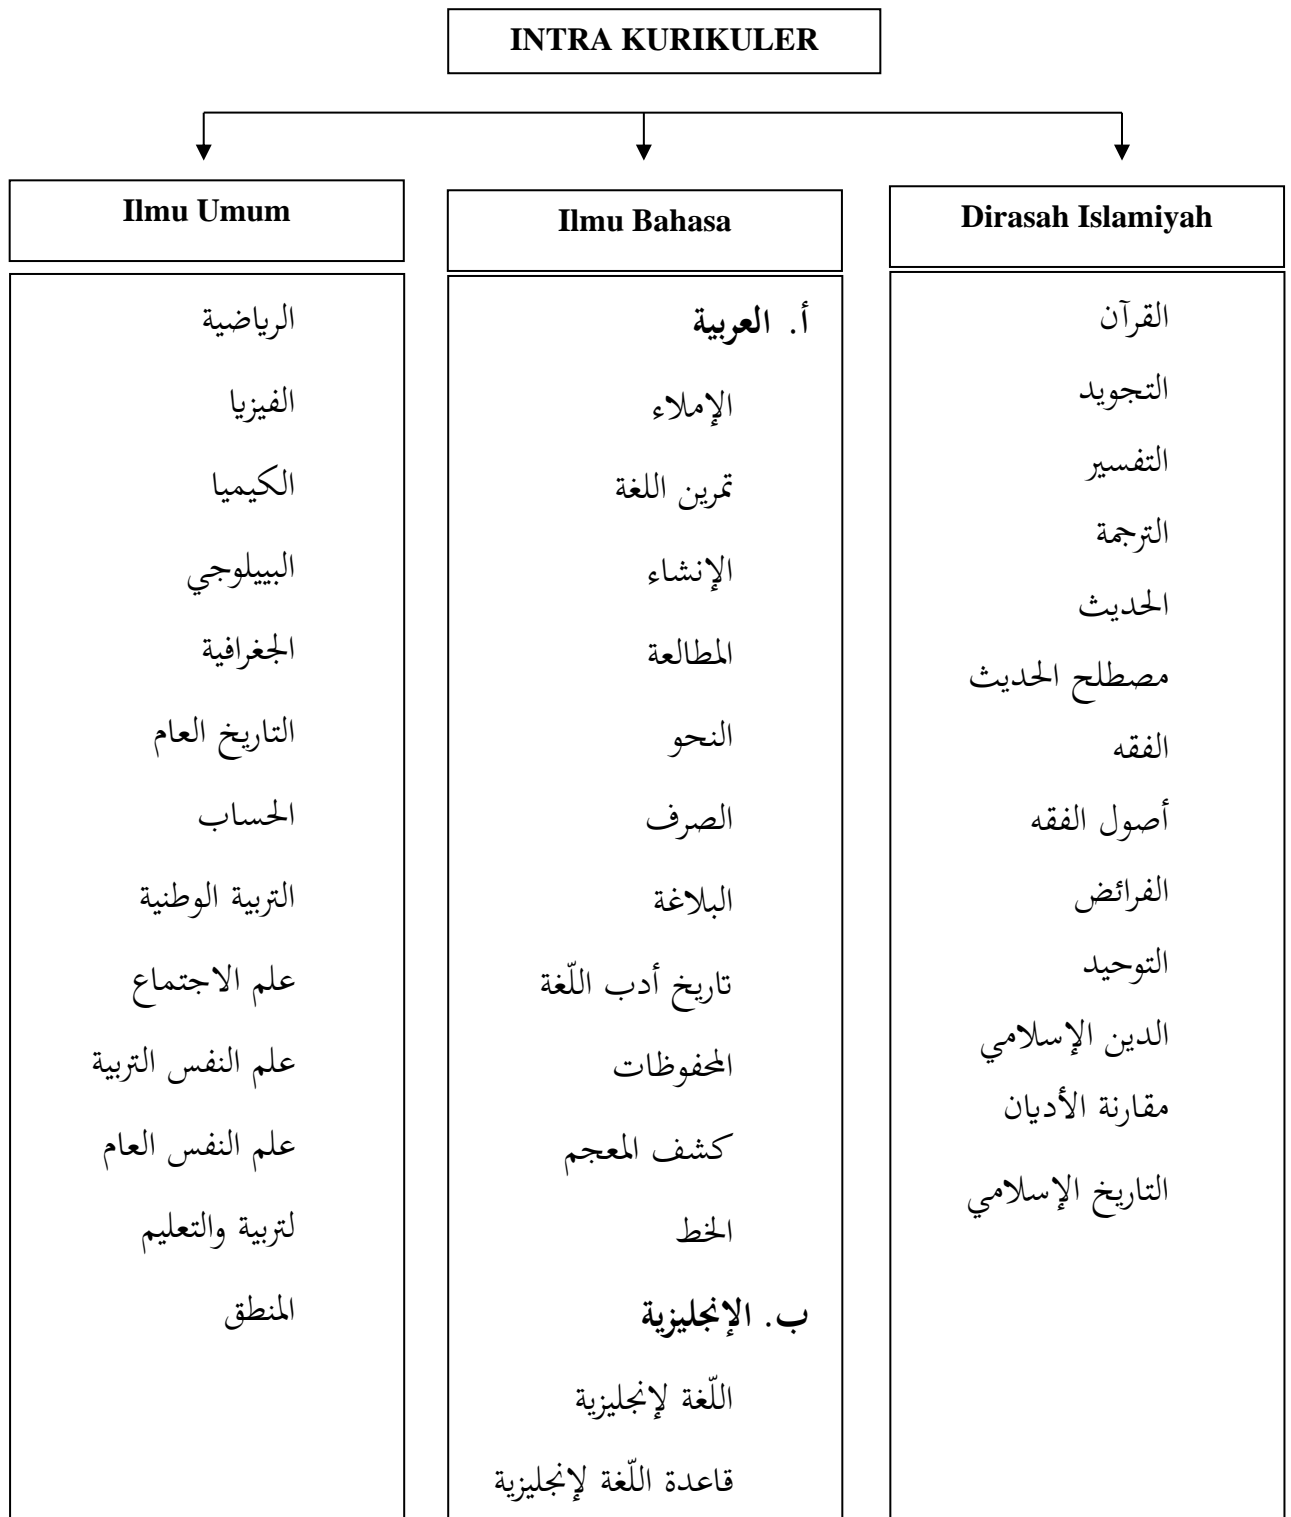 INTRA KURIKULER
Ilmu Umum
الرياضية
الفيزيا
الكيميا
البييلوجي
الجغرافية
التاريخ العام
الحساب
التربية الوطنية
علم الاجتماع
علم النفس التربية
علم النفس العام
لتربية والتعليم
المنطق
Ilmu Bahasa
أ. العربية
الإملاء
تمرين اللغة
الإنشاء
المطالعة
النحو
الصرف
البلاغة
تاريخ أدب اللّغة
المحفوظات
كشف المعجم
الخط
ب. الإنجليزية
اللّغة لإنجليزية
قاعدة اللّغة لإنجليزية
Dirasah Islamiyah
القرآن
التجويد
التفسير
الترجمة
الحديث
مصطلح الحديث
الفقه
أصول الفقه
الفرائض
التوحيد
الدين الإسلامي
مقارنة الأديان
التاريخ الإسلامي